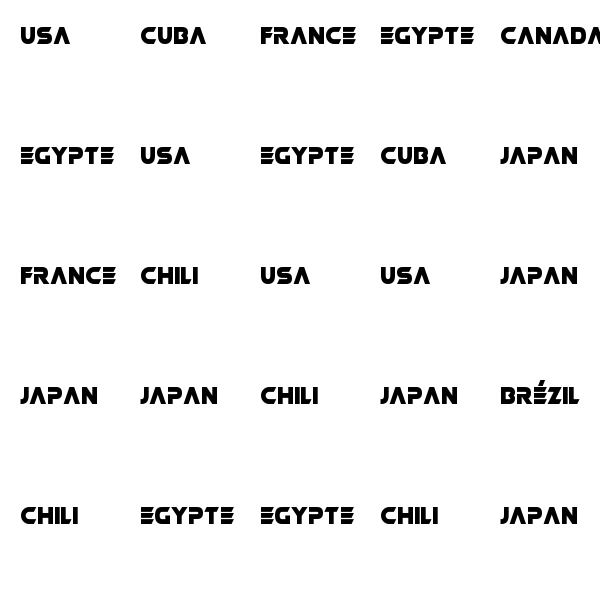 USA CUBA FRANCE EGYPTE CANADA
EGYPTE USA EGYPTE CUBA JAPAN
FRANCE CHILI USA USA JAPAN
JAPAN JAPAN CHILI JAPAN BRÉZIL
CHILI EGYPTE EGYPTE CHILI JAPAN